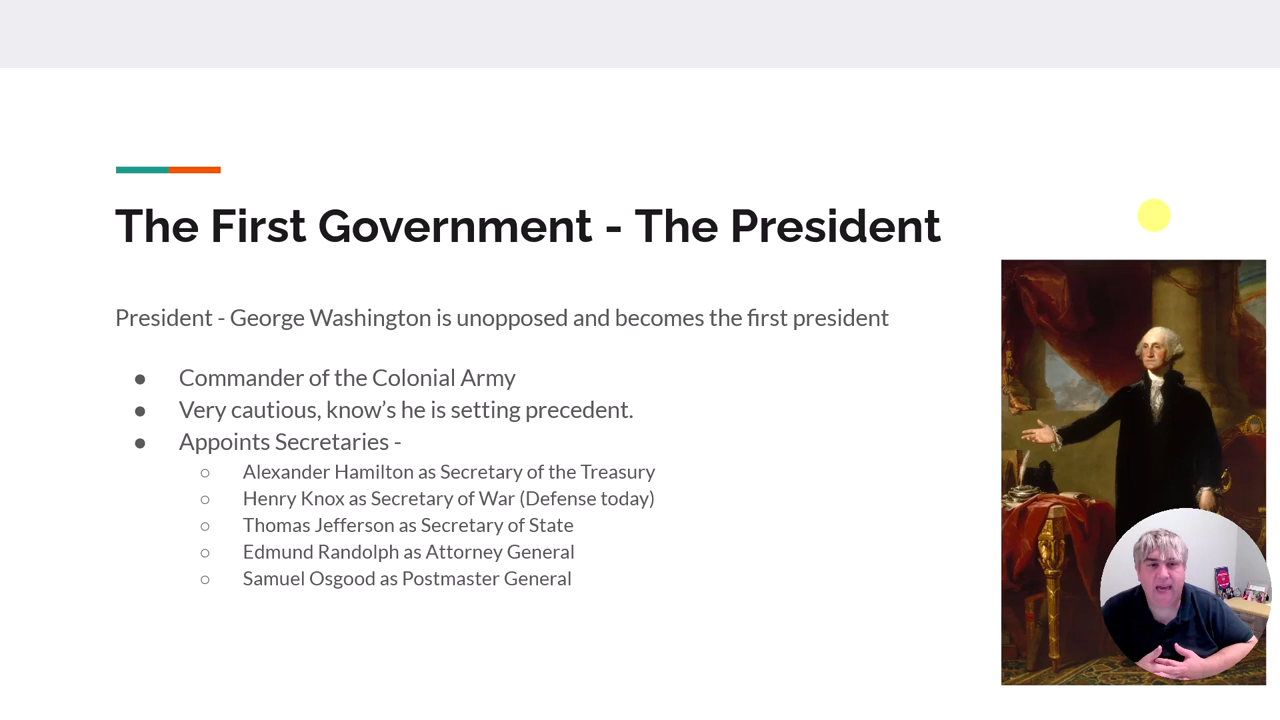 The First Government - The President
President - George Washington is unopposed and becomes the first president
● Commander of the Colonial Army
● Very cautious, know’s he is setting precedent.
● Appoints Secretaries -
○ Alexander Hamilton as Secretary of the Treasury
○ Henry Knox as Secretary of War (Defense today)
○ Thomas Jefferson as Secretary of State
○ Edmund Randolph as Attorney General
○ Samuel Osgood as Postmaster General